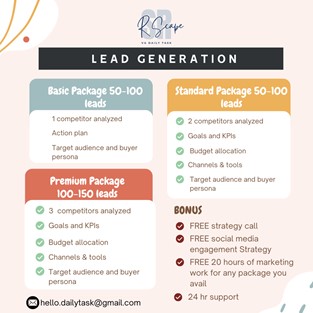 R Scape
VA DAILY TASK
LEAD GENERATION
Basic Package 50-100
leads
1 competitor analyzed
Action plan
Target audience and buyer
persona
Standard Package 50-100
leads
2 competitors analyzed
Goals and KPIs
Budget allocation
Channels & tools
Target audience and buyer
persona
Premium Package
100-150 leads
3 competitors analyzed
Goals and KPIs
Budget allocation
Channels & tools
Target audience and buyer
persona
BONUS
FREE strategy call
FREE social media
engagement Strategy
FREE 20 hours of marketing
work for any package you
avail
24 hr support
hello.dailytask@gmail.com